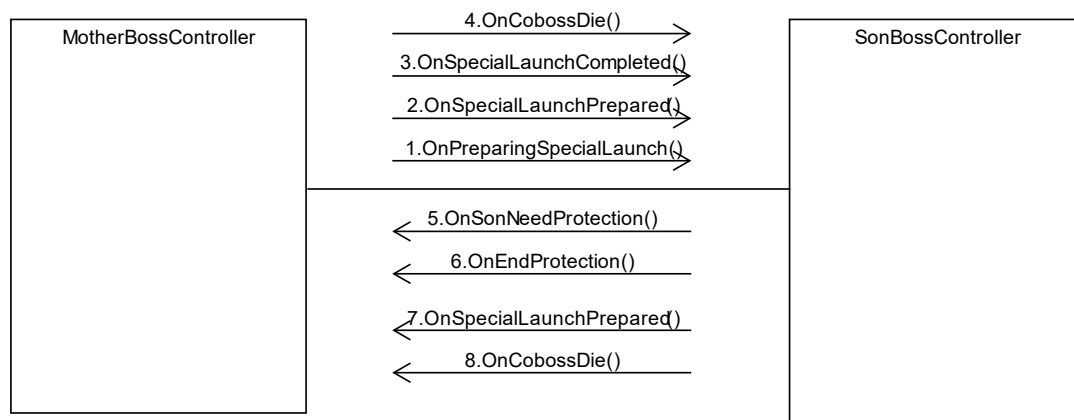 4.OnCobossDie()
MotherBossController
SonBossController
3.OnSpecialLaunchCompleted()
2.OnSpecialLaunchPrepared()
1.OnPreparingSpecialLaunch()
5.OnSonNeedProtection()
6.OnEndProtection()
7.OnSpecialLaunchPrepared()
8.OnCobossDie()